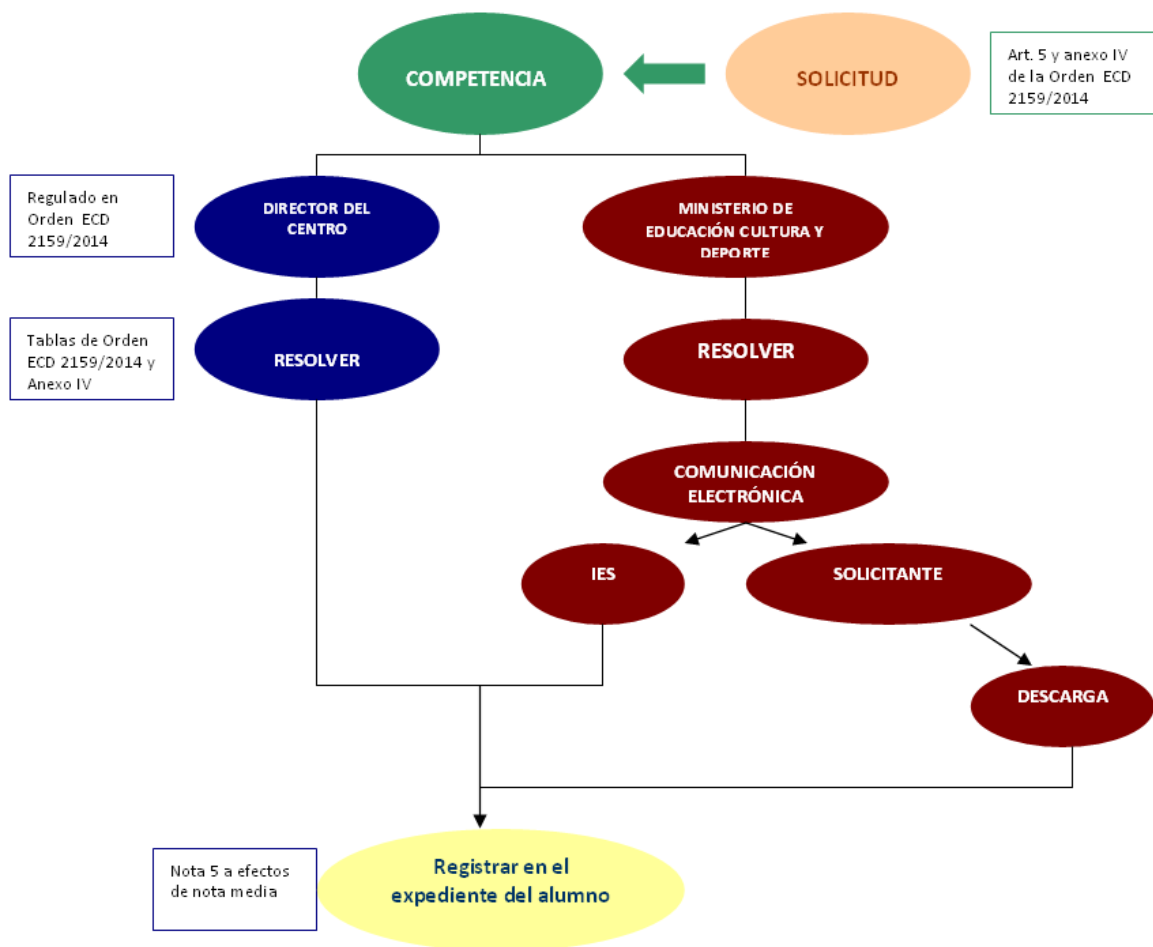 COMPETENCIA
SOLICITUD
Art. 5 y anexo IV
de la Orden ECD
2159/2014
Regulado en
Orden ECD
2159/2014
DIRECTOR DEL
CENTRO
MINISTERIO DE
EDUCACIÓN CULTURA Y
DEPORTE
Tablas de Orden
ECD 2159/2014 y
Anexo IV
RESOLVER
RESOLVER
COMUNICACIÓN
ELECTRÓNICA
IES
SOLICITANTE
DESCARGA
Nota 5 a efectos
de nota media
Registrar en el
expediente del alumno